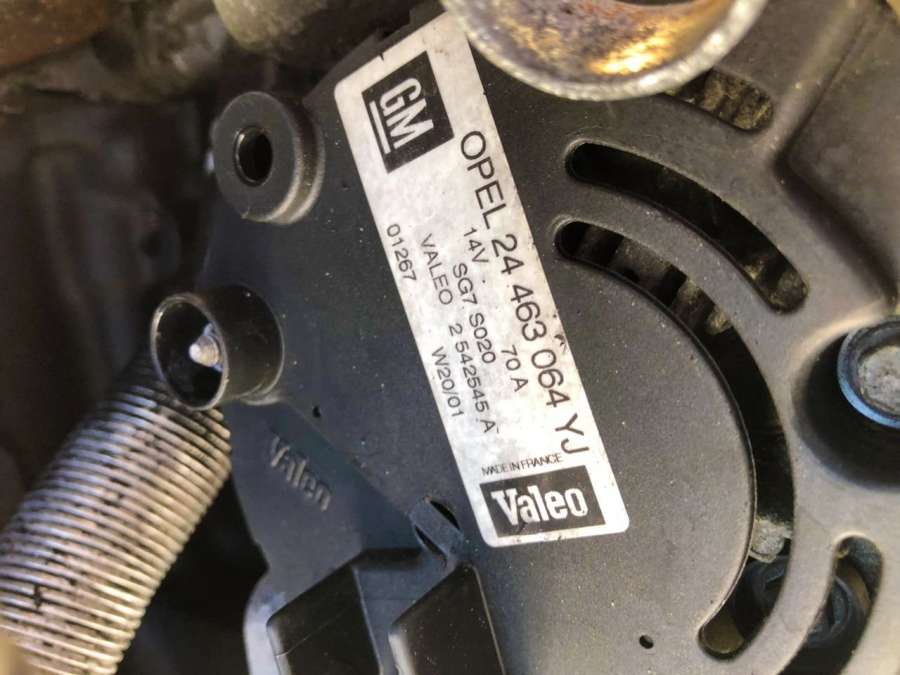 GM
OPEL 24 463 064 YJ
14V. 70 A
SG7 S020
VALEO 2 542545 A
01267 W20/01
MADE IN FRANCE
Valeo
Valeo